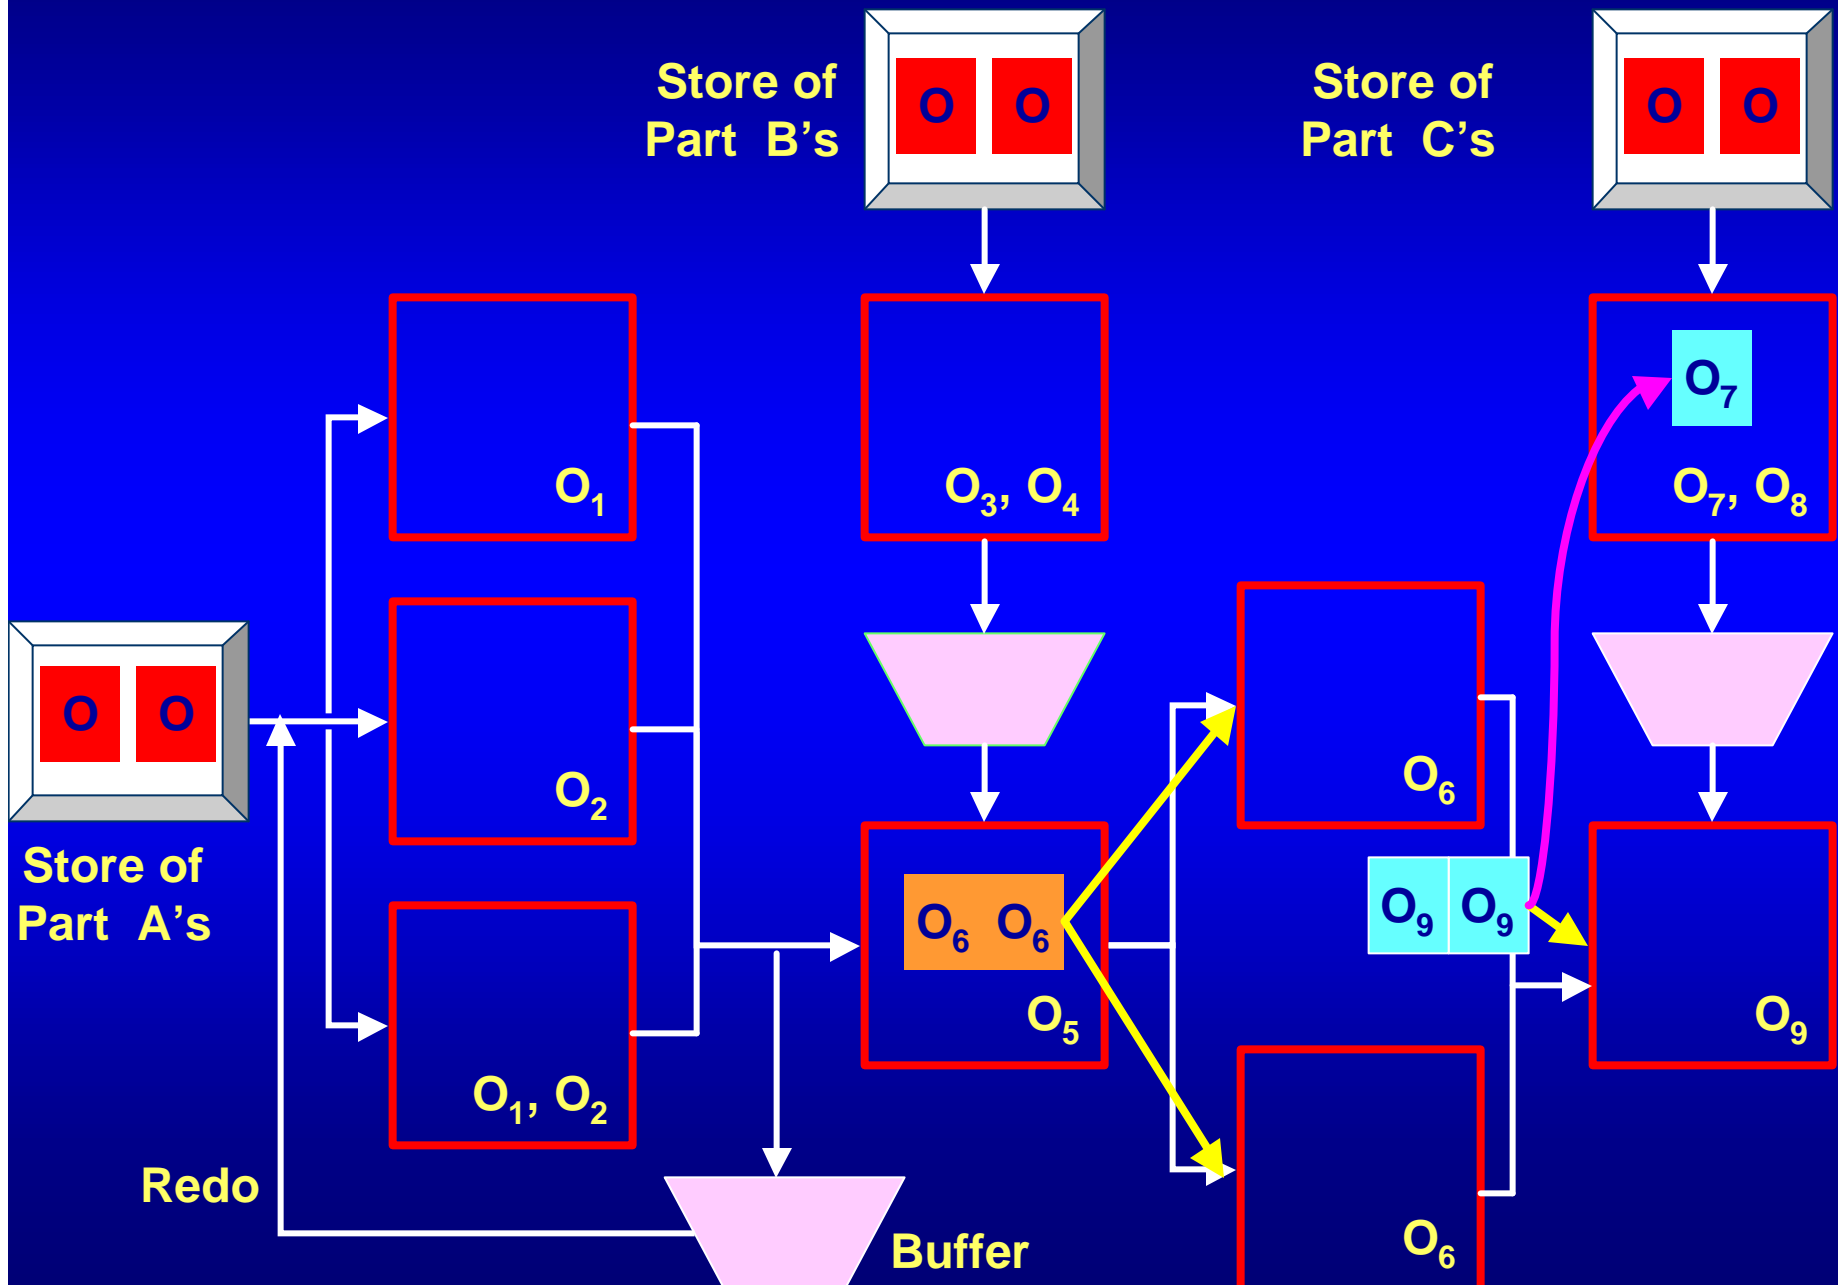 Store of
Part B's
O O
Store of
Part C's
O O
O₇
O₁
O₃, O₄
O₇, O₈
O O
Store of
Part A's
O₂
O₆
O₆ O₆
O₅
O₉ O₉
O₉
O₁, O₂
Redo
Buffer
O₆